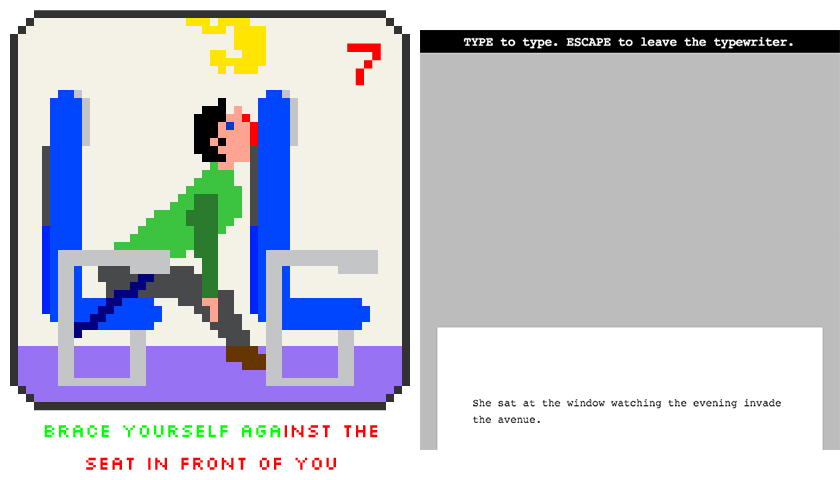 7
BRACE YOURSELF AGAINST THE
SEAT IN FRONT OF YOU
TYPE to type. ESCAPE to leave the typewriter.
She sat at the window watching the evening invade
the avenue.